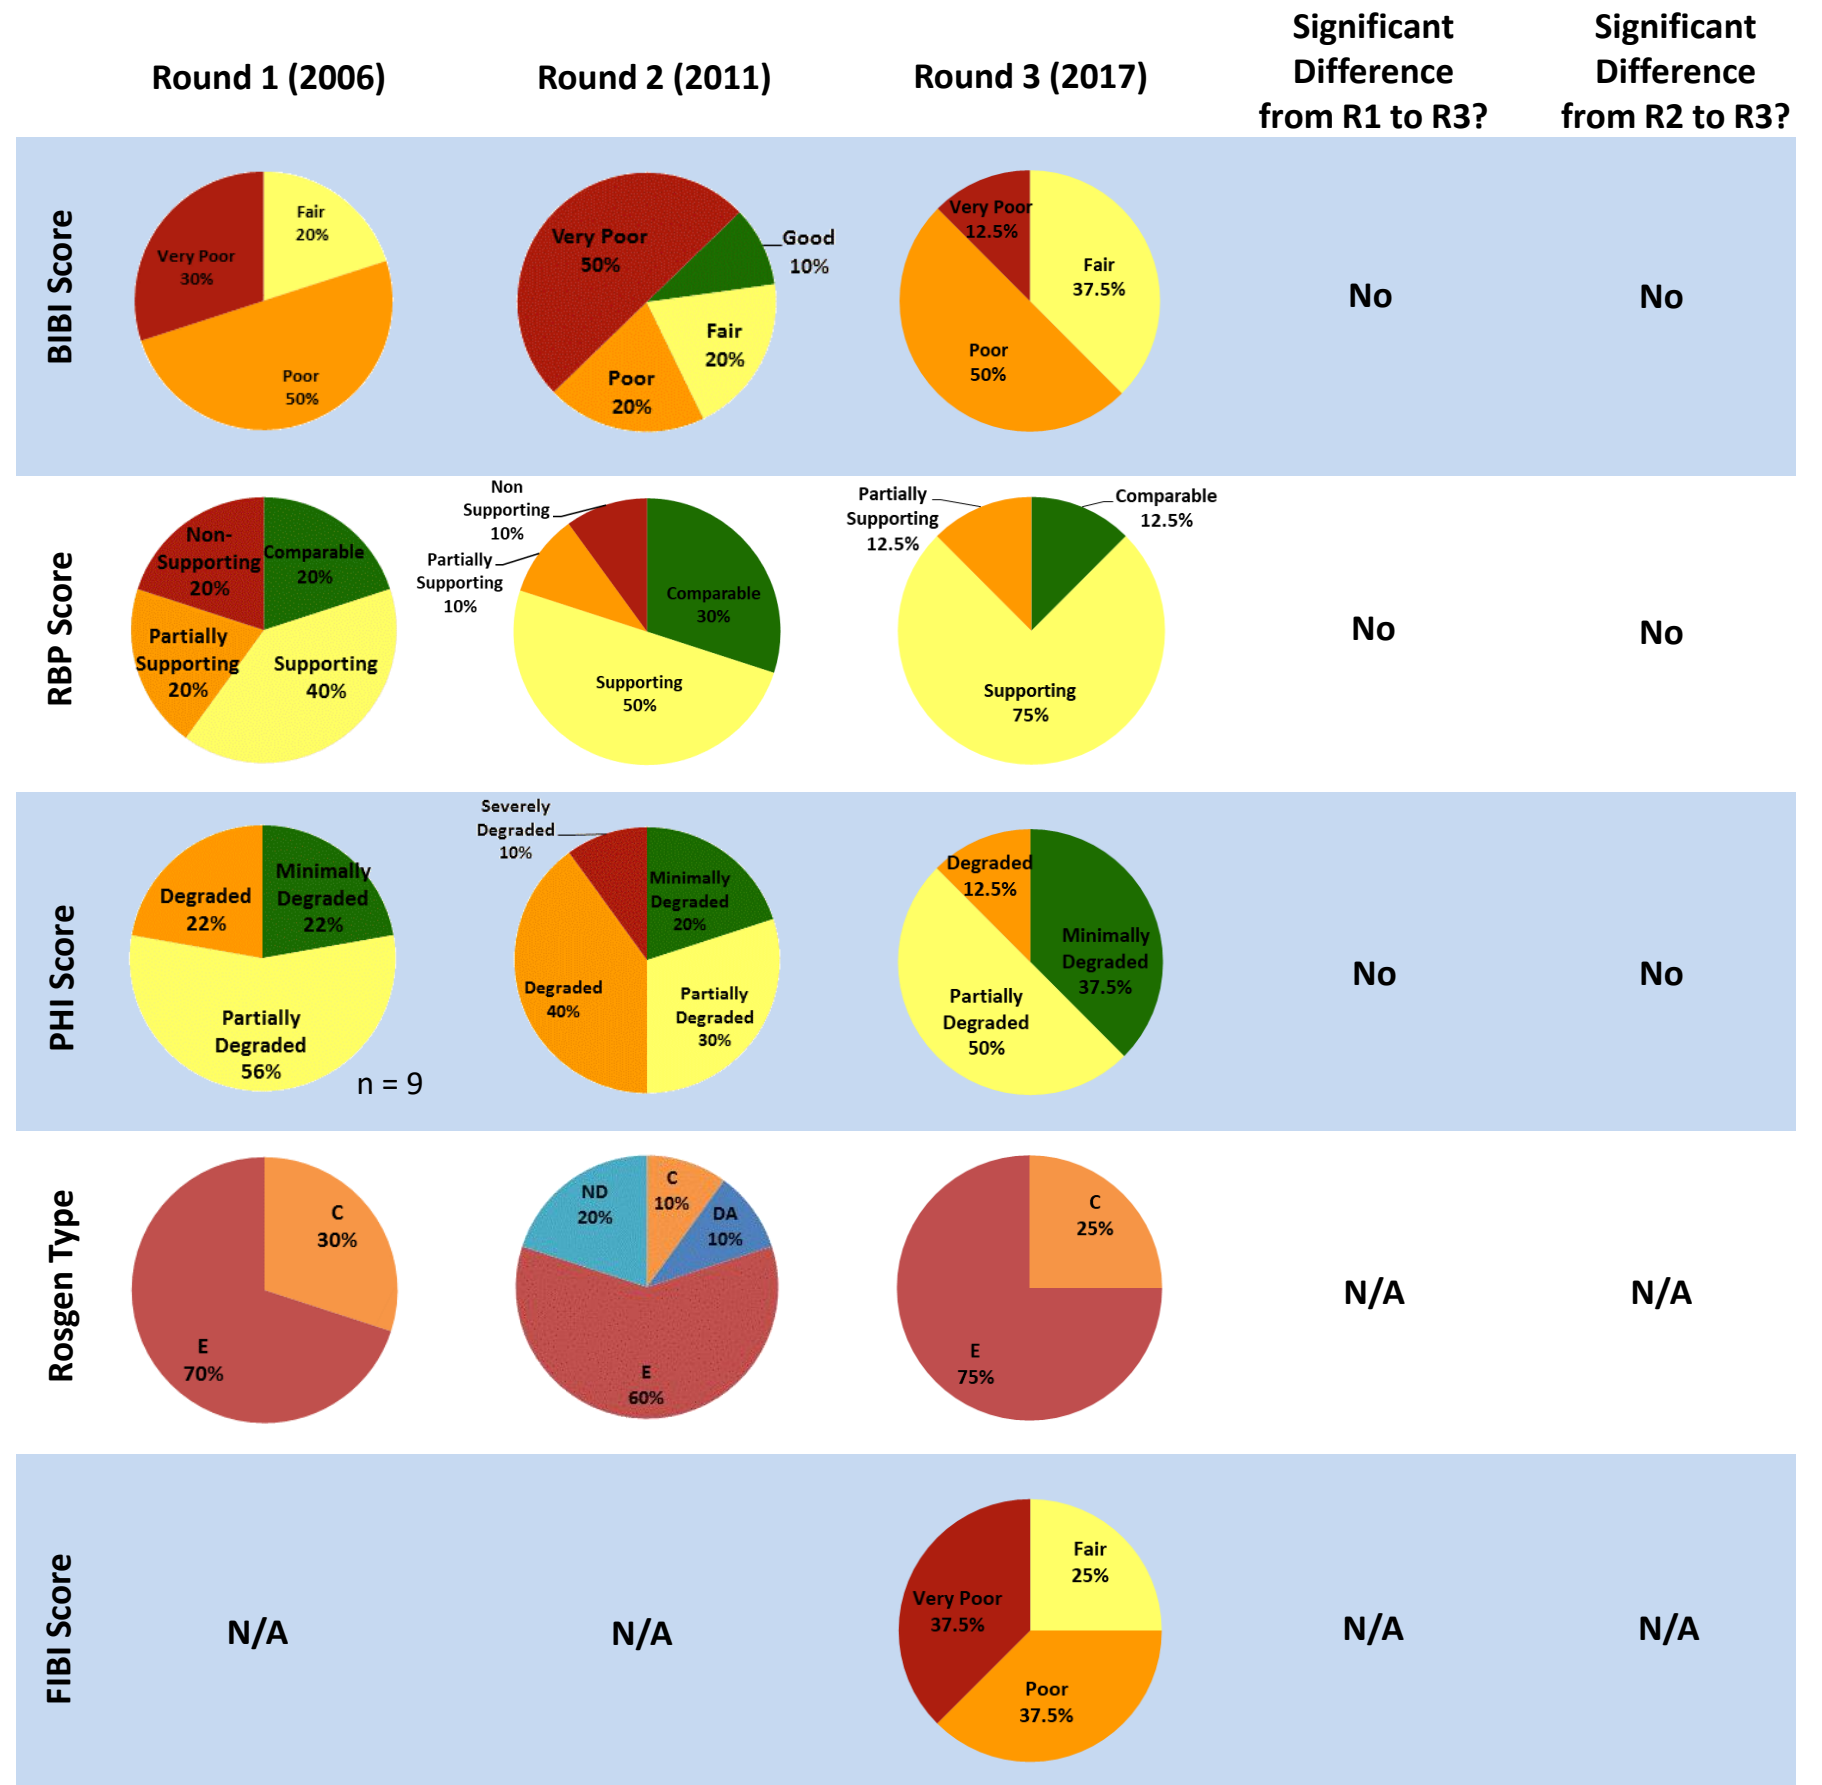 Round 1 (2006)
Round 2 (2011)
Round 3 (2017)
Significant
Difference
from R1 to R3?
Significant
Difference
from R2 to R3?
BIBI Score
Fair
20%
Very Poor
30%
Poor
50%
Very Poor
50%
Good
10%
Fair
20%
Poor
20%
Very Poor
12.5%
Fair
37.5%
Poor
50%
No
No
RBP Score
Non-
Supporting
20%
Comparable
20%
Partially
Supporting
20%
Supporting
40%
Non
Supporting
10%
Partially
Supporting
10%
Comparable
30%
Supporting
50%
Partially
Supporting
12.5%
Comparable
12.5%
Supporting
75%
No
No
PHI Score
Degraded
22%
Minimally
Degraded
22%
Partially
Degraded
56%
n = 9
Severely
Degraded
10%
Minimally
Degraded
20%
Degraded
40%
Partially
Degraded
30%
Degraded
12.5%
Minimally
Degraded
37.5%
Partially
Degraded
50%
No
No
Rosgen Type
C
30%
E
70%
ND
20%
C
10%
DA
10%
E
60%
C
25%
E
75%
N/A
N/A
FIBI Score
N/A
N/A
Fair
25%
Very Poor
37.5%
Poor
37.5%
N/A
N/A